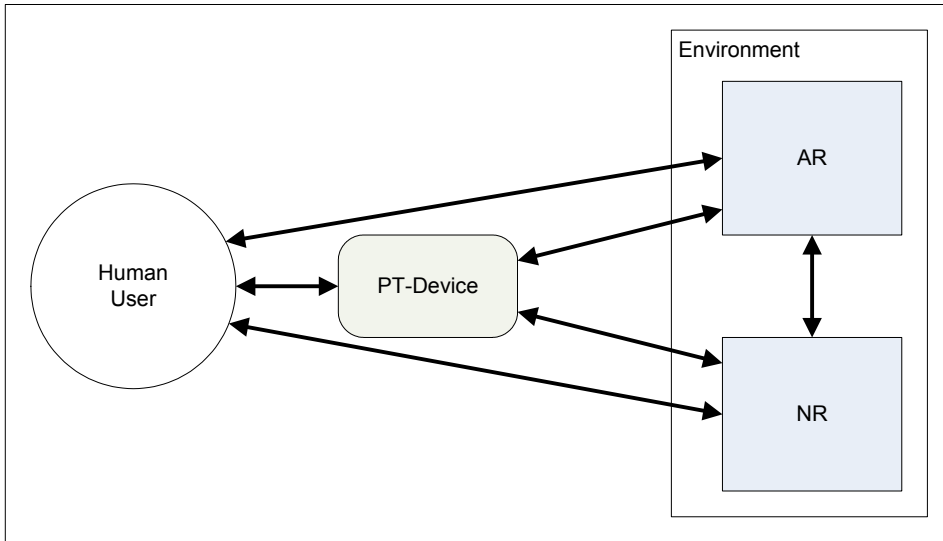 Environment
AR
Human
User
PT-Device
NR